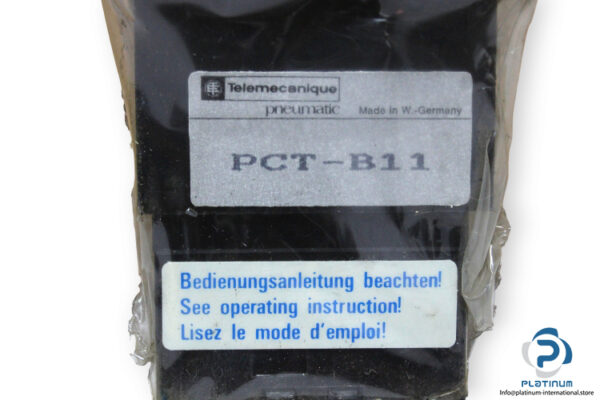 Telemecanique
pneumatic Made in W.-Germany
PCT-B11
Bedienungsanleitung beachten!
See operating instruction!
Lisez le mode d'emploi!
PLATINUM
Info@platinum-international.store